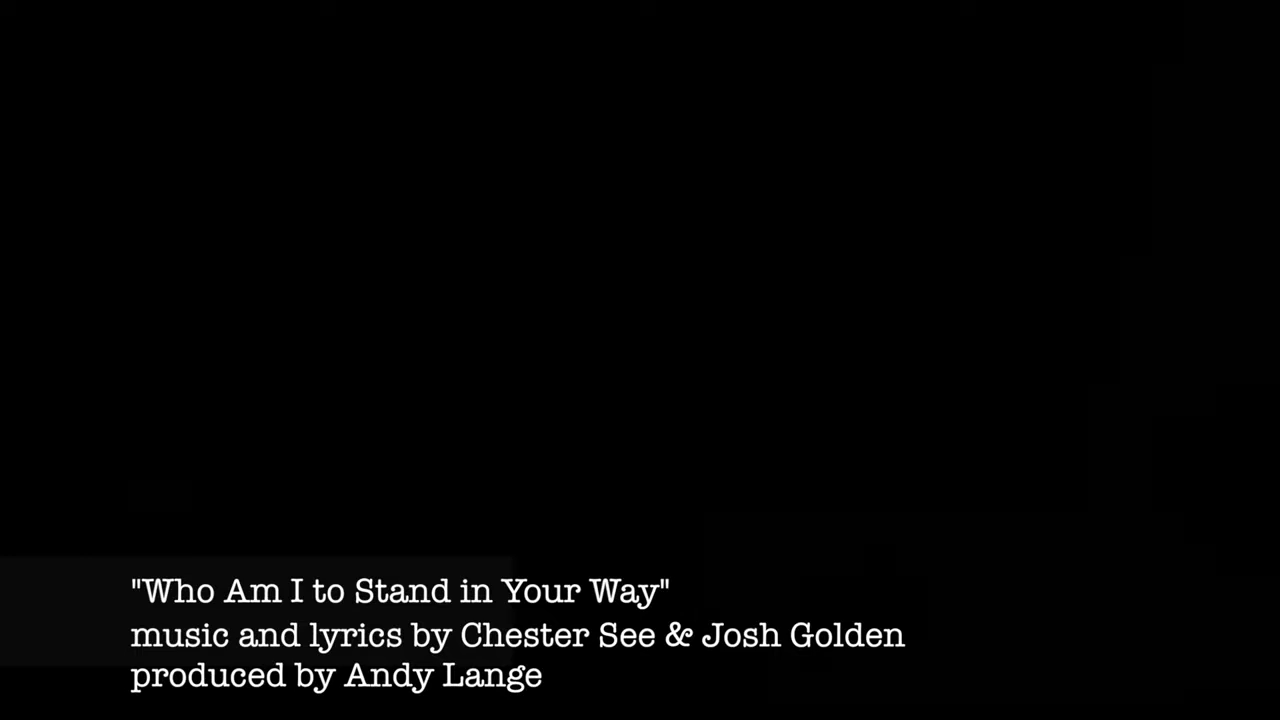 "Who Am I to Stand in Your Way"
music and lyrics by Chester See & Josh Golden
produced by Andy Lange